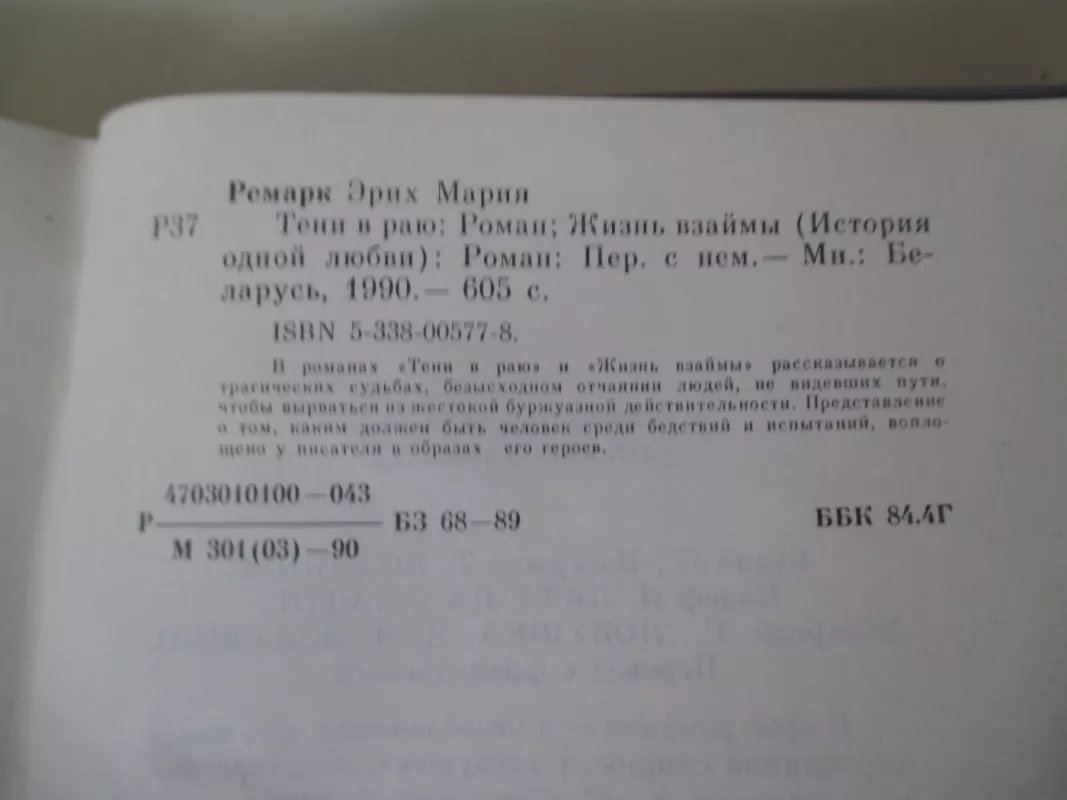 Ремарк Эрих Мария
Р37 Тени в раю: Роман; Жизнь взаймы (История
одной любви): Роман: Пер. с нем.— Мн.: Бе-
ларусь, 1990.— 605 с.
ISBN 5-338-00577-8.
В романах «Тени в раю» и «Жизнь взаймы» рассказывается о
трагических судьбах, безысходном отчаянии людей, не видевших пути,
чтобы вырваться из жестокой буржуазной действительности. Представление
о том, каким должен быть человек среди бедствий и испытаний, вопло-
щено у писателя в образах его героев.
4703010100—043
Р БЗ 68—89 ББК 84.4Г
М 301(03)—90